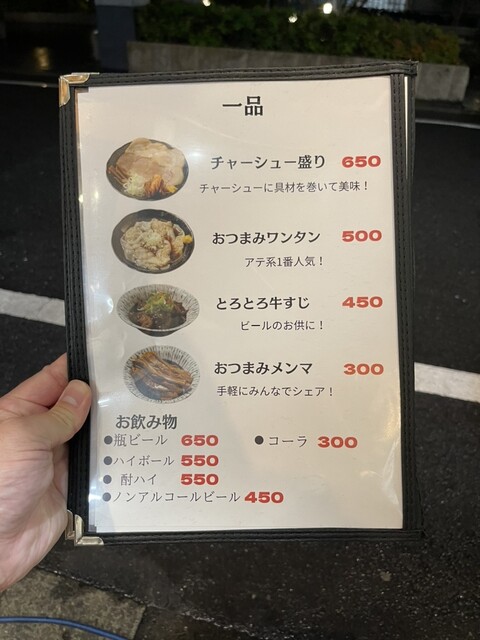 一品
チャーシュー盛り 650
チャーシューに具材を巻いて美味！
おつまみワンタン 500
アテ系1番人気！
とろとろ牛すじ 450
ビールのお供に！
おつまみメンマ 300
手軽にみんなでシェア！
お飲み物
●瓶ビール 650 ●コーラ 300
●ハイボール 550
● 酎ハイ 550
●ノンアルコールビール 450